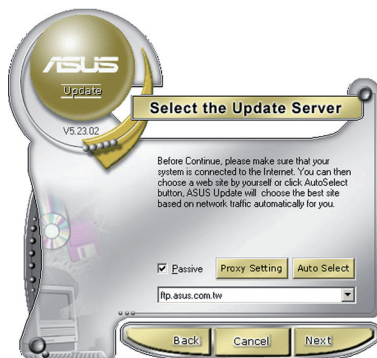 ASUS
Update
V5.23.02
Select the Update Server
Before Continue, please make sure that your
system is connected to the Internet. You can then
choose a web site by yourself or click AutoSelect
button, ASUS Update will choose the best site
based on network traffic automatically for you.
Passive Proxy Setting Auto Select
ftp.asus.com.tw
Back Cancel Next